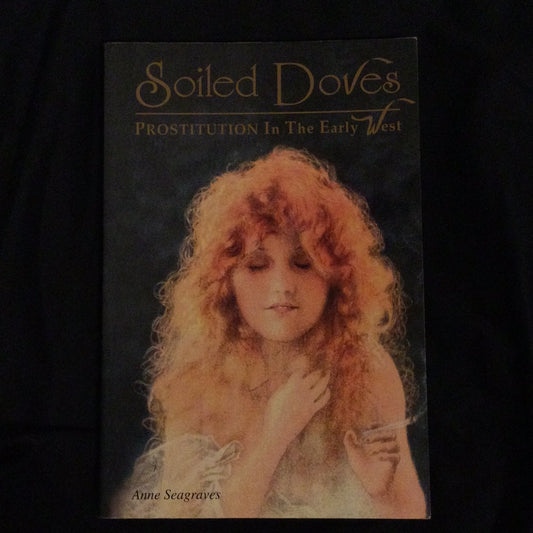 Soiled Doves
PROSTITUTION In The Early West
Anne Seagraves